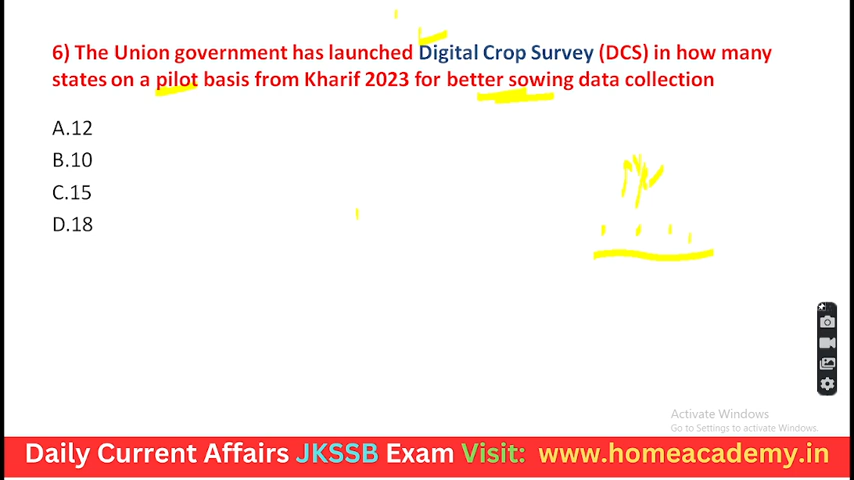 6) The Union government has launched Digital Crop Survey (DCS) in how many
states on a pilot basis from Kharif 2023 for better sowing data collection
A.12
B.10
C.15
D.18
Activate Windows
Go to Settings to activate Windows.
Daily Current Affairs JKSSB Exam Visit: www.homeacademy.in